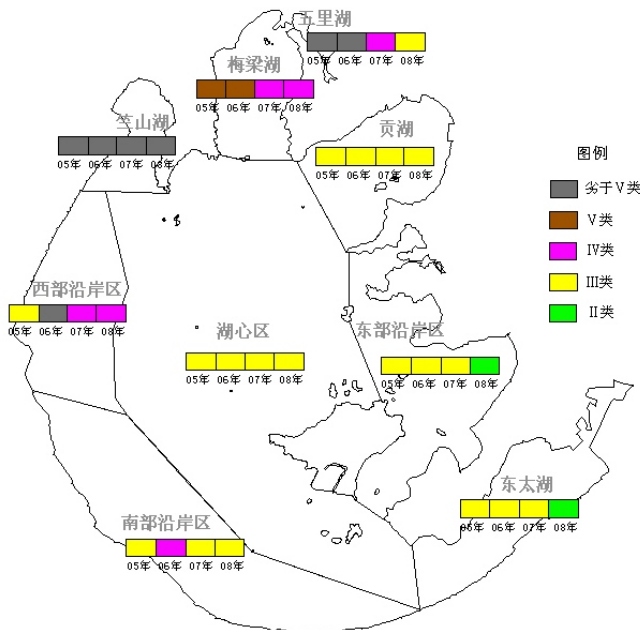 五里湖
05年 06年 07年 08年
梅梁湖
05年 06年 07年 08年
竺山湖
05年 06年 07年 08年
贡湖
05年 06年 07年 08年
图例
劣于Ⅴ类
Ⅴ类
Ⅳ类
Ⅲ类
Ⅱ类
西部沿岸区
05年 06年 07年 08年
湖心区
05年 06年 07年 08年
东部沿岸区
05年 06年 07年 08年
东太湖
05年 06年 07年 08年
南部沿岸区
05年 06年 07年 08年